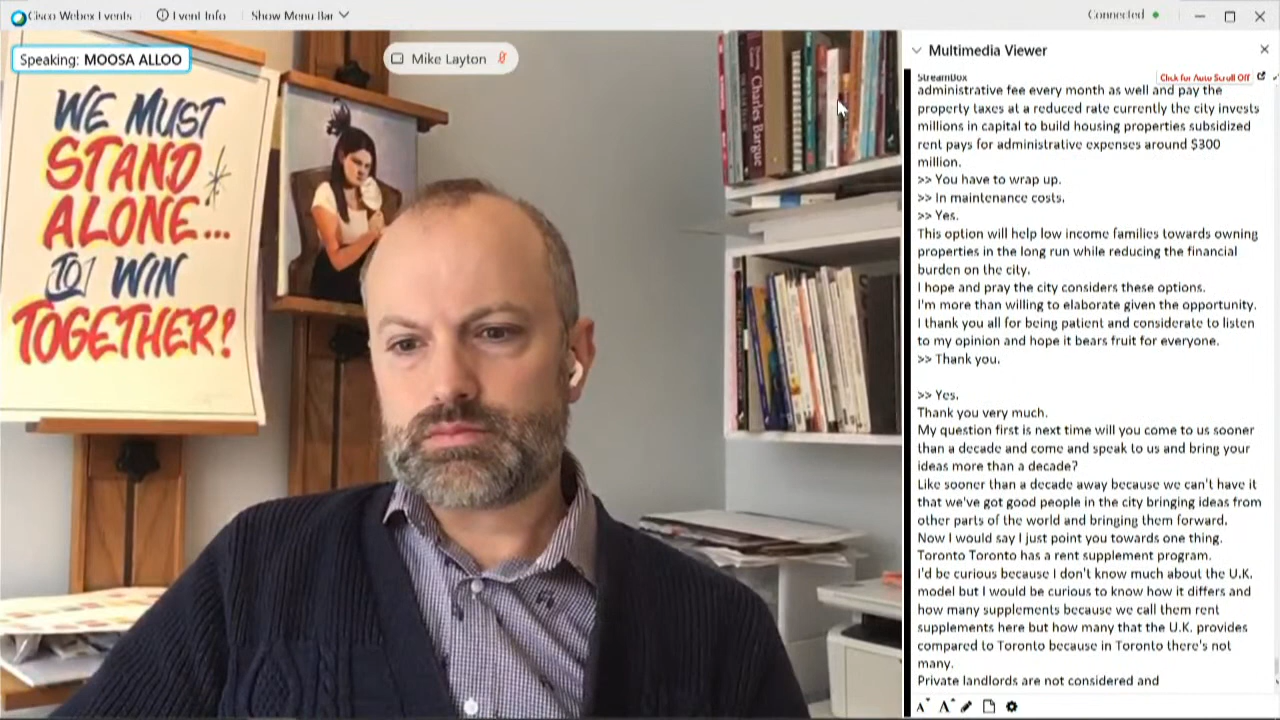 Cisco Webex Events
Event Info
Show Menu Bar
Connected
Speaking: MOOSA ALLOO
Mike Layton
WE MUST
STAND
ALONE...
TO WIN
TOGETHER!
Charles Bargue
Multimedia Viewer
StreamBox
Click for Auto Scroll Off
administrative fee every month as well and pay the
property taxes at a reduced rate currently the city invests
millions in capital to build housing properties subsidized
rent pays for administrative expenses around $300
million.
>> You have to wrap up.
>> In maintenance costs.
>> Yes.
This option will help low income families towards owning
properties in the long run while reducing the financial
burden on the city.
I hope and pray the city considers these options.
I'm more than willing to elaborate given the opportunity.
I thank you all for being patient and considerate to listen
to my opinion and hope it bears fruit for everyone.
>> Thank you.
>> Yes.
Thank you very much.
My question first is next time will you come to us sooner
than a decade and come and speak to us and bring your
ideas more than a decade?
Like sooner than a decade away because we can't have it
that we've got good people in the city bringing ideas from
other parts of the world and bringing them forward.
Now I would say I just point you towards one thing.
Toronto Toronto has a rent supplement program.
I'd be curious because I don't know much about the U.K.
model but I would be curious to know how it differs and
how many supplements because we call them rent
supplements here but how many that the U.K. provides
compared to Toronto because in Toronto there's not
many.
Private landlords are not considered and